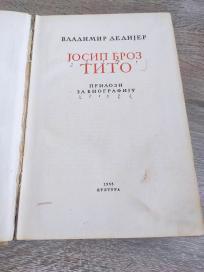 ВЛАДИМИР ДЕДИЈЕР
ЈОСИП БРОЗ
ТИТО
ПРИЛОЗИ
ЗА БИОГРАФИЈУ
1953
КУЛТУРА